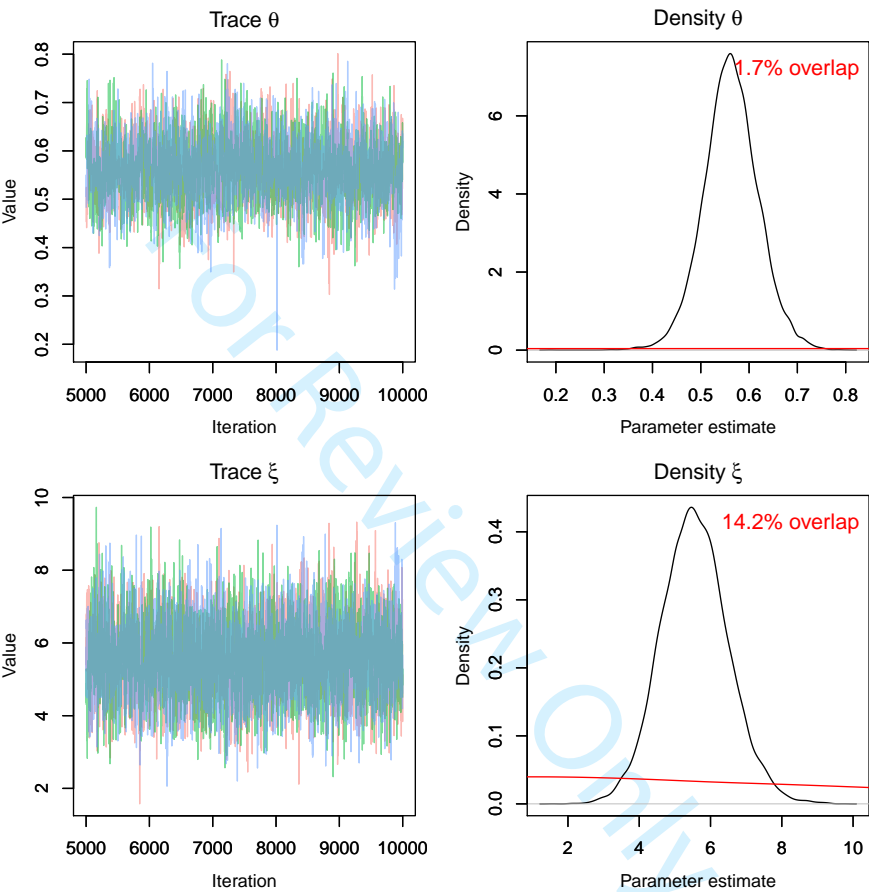 Trace θ
Value
0.2 0.3 0.4 0.5 0.6 0.7 0.8
5000 6000 7000 8000 9000 10000
Iteration
Density θ
1.7% overlap
Density
0 2 4 6
0.2 0.3 0.4 0.5 0.6 0.7 0.8
Parameter estimate
Trace ξ
Value
2 4 6 8 10
5000 6000 7000 8000 9000 10000
Iteration
Density ξ
14.2% overlap
Density
0.0 0.1 0.2 0.3 0.4
2 4 6 8 10
Parameter estimate
or Review Only